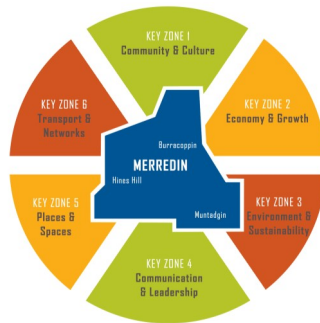 KEY ZONE 1
Community & Culture
KEY ZONE 6
Transport &
Networks
KEY ZONE 2
Economy & Growth
Burracoppin
MERREDIN
Hines Hill
Muntadgin
KEY ZONE 5
Places &
Spaces
KEY ZONE 3
Environment &
Sustainability
KEY ZONE 4
Communication
& Leadership